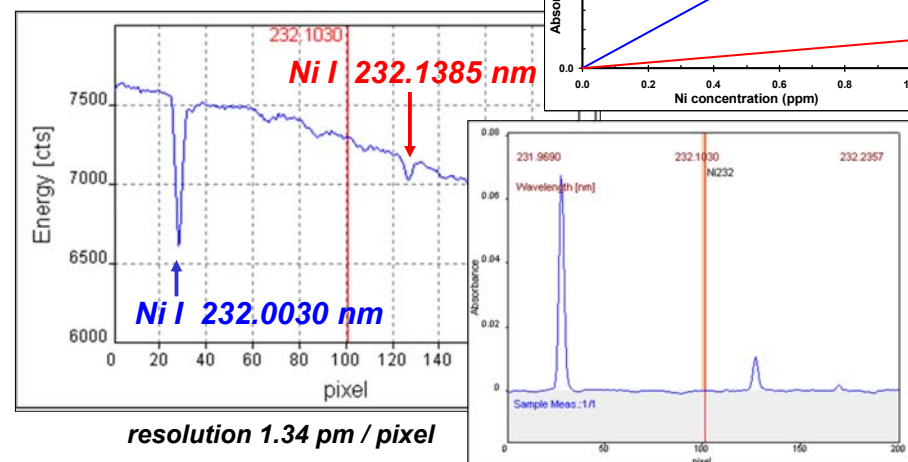 232.1030
Ni I 232.1385 nm
7500
7000
6500
6000
Energy [cts]
Ni I 232.0030 nm
0 20 40 60 80 100 120 140
pixel
resolution 1.34 pm / pixel
Absor
0.0
0.0 0.2 0.4 0.6 0.8 1
Ni concentration (ppm)
0.08
231.9690 232.1030 232.2357
Ni232
Wavelength [nm]
0.06
0.04
0.02
0
Absorbance
Sample Meas.:1/1
0 50 100 150 200
pixel